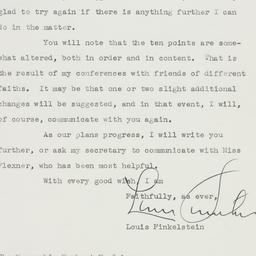 glad to try again if there is anything further I can
do in the matter.
You will note that the ten points are some-
what altered, both in order and in content. What is
the result of my conferences with friends of different
faiths. It may be that one or two slight additional
changes will be suggested, and in that event, I will,
of course, communicate with you again.
As our plans progress, I will write you
further, or ask my secretary to communicate with Miss
Flexner, who has been most helpful.
With every good wish, I am
Faithfully, as ever,
Louis Finkelstein
Louis Finkelstein